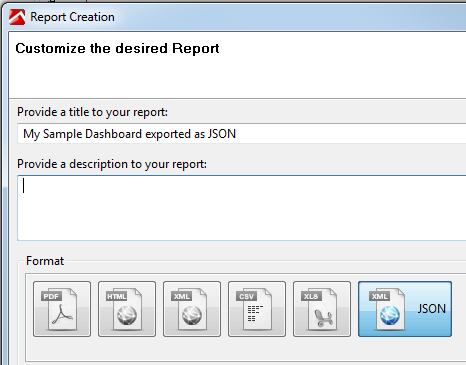 Report Creation
Customize the desired Report
Provide a title to your report:
My Sample Dashboard exported as JSON
Provide a description to your report:
Format
PDF HTML XML CSV XLS XML JSON